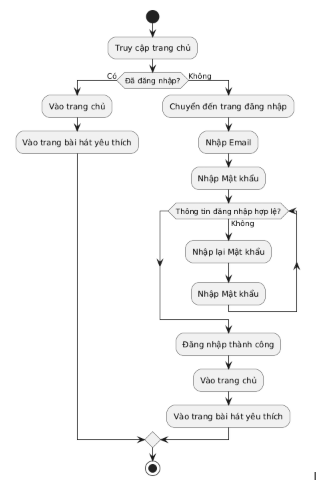 Truy cập trang chủ
Đã đăng nhập?
Có
Không
Vào trang chủ
Chuyển đến trang đăng nhập
Vào trang bài hát yêu thích
Nhập Email
Nhập Mật khẩu
Thông tin đăng nhập hợp lệ?
Không
Nhập lại Mật khẩu
Nhập Mật khẩu
Đăng nhập thành công
Vào trang chủ
Vào trang bài hát yêu thích